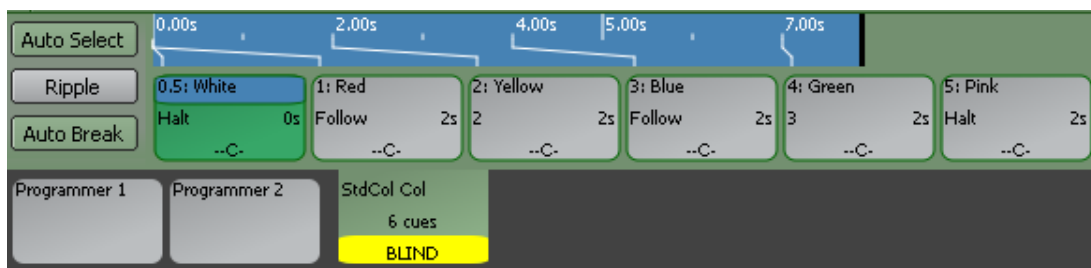 Auto Select
0.00s 2.00s 4.00s 5.00s 7.00s
Ripple
0.5: White 1: Red 2: Yellow 3: Blue 4: Green 5: Pink
Auto Break
Halt 0s Follow 2s 2 2s Follow 2s 3 2s Halt 2s
--C- --C- --C- --C- --C- --C-
Programmer 1 Programmer 2 StdCol Col
6 cues
BLIND